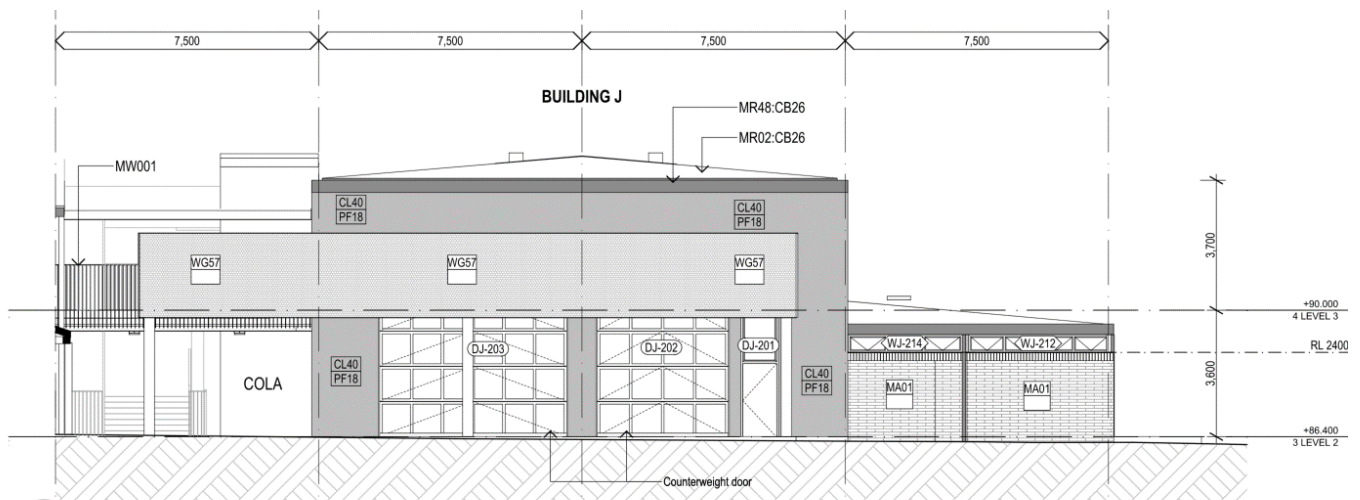 7,500
7,500
7,500
7,500
BUILDING J
MR48:CB26
MR02:CB26
MW001
CL40
PF18
CL40
PF18
WG57
WG57
WG57
3,700
+90.000
4 LEVEL 3
DJ-203
DJ-202
DJ-201
WJ-214
WJ-212
RL 2400
CL40
PF18
COLA
CL40
PF18
MA01
MA01
3,600
+86.400
3 LEVEL 2
Counterweight door